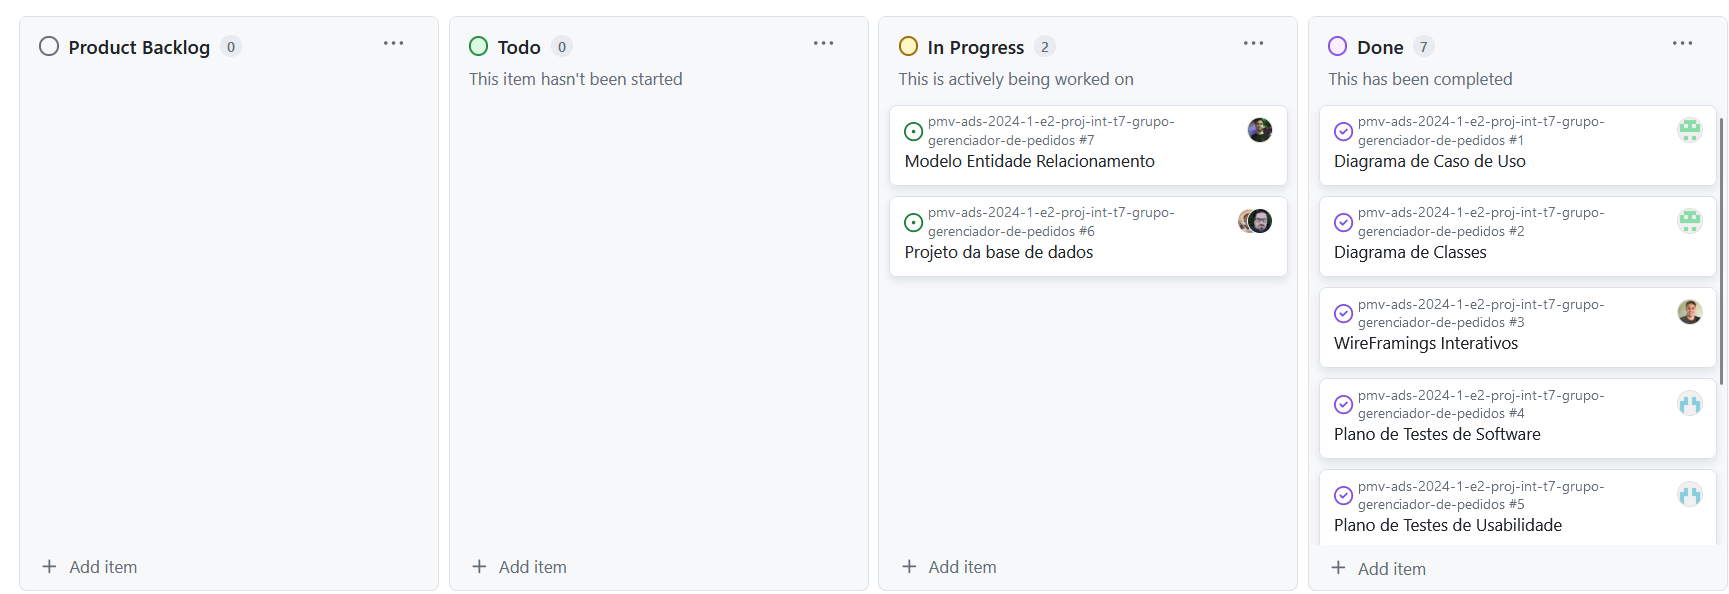 Product Backlog 0
Add item
Todo 0
This item hasn't been started
Add item
In Progress 2
This is actively being worked on
pmv-ads-2024-1-e2-proj-int-t7-grupo-
gerenciador-de-pedidos #7
Modelo Entidade Relacionamento
pmv-ads-2024-1-e2-proj-int-t7-grupo-
gerenciador-de-pedidos #6
Projeto da base de dados
Add item
Done 7
This has been completed
pmv-ads-2024-1-e2-proj-int-t7-grupo-
gerenciador-de-pedidos #1
Diagrama de Caso de Uso
pmv-ads-2024-1-e2-proj-int-t7-grupo-
gerenciador-de-pedidos #2
Diagrama de Classes
pmv-ads-2024-1-e2-proj-int-t7-grupo-
gerenciador-de-pedidos #3
WireFramings Interativos
pmv-ads-2024-1-e2-proj-int-t7-grupo-
gerenciador-de-pedidos #4
Plano de Testes de Software
pmv-ads-2024-1-e2-proj-int-t7-grupo-
gerenciador-de-pedidos #5
Plano de Testes de Usabilidade
Add item